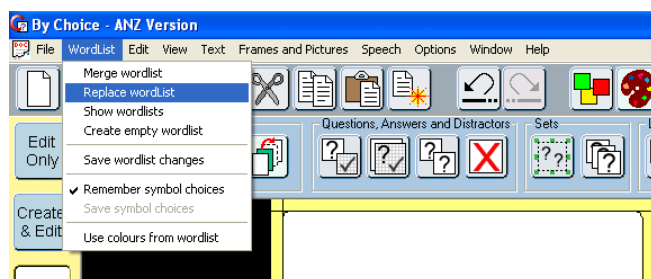 By Choice - ANZ Version
File WordList Edit View Text Frames and Pictures Speech Options Window Help
Merge wordlist
Replace wordList
Show wordlists
Create empty wordlist
Save wordlist changes
Remember symbol choices
Save symbol choices
Use colours from wordlist
Edit
Only
Questions, Answers and Distractors
Sets
Create
& Edit